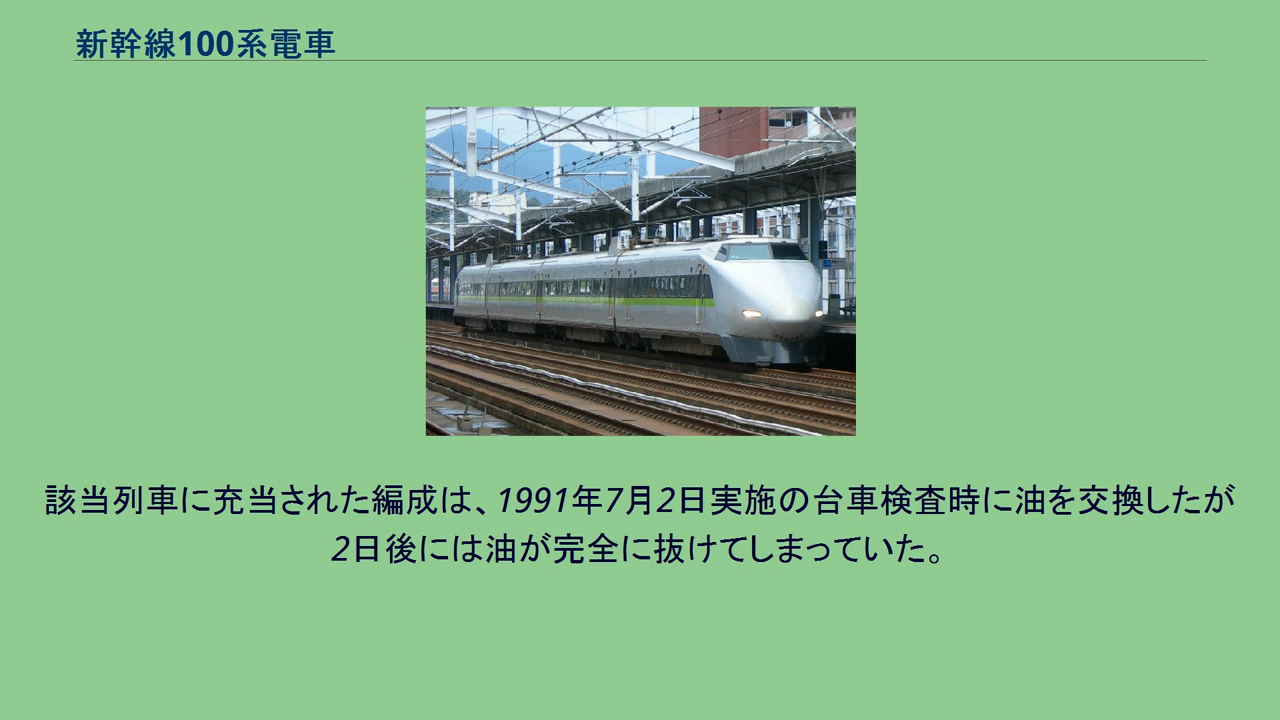 新幹線100系電車
該当列車に充当された編成は、1991年7月2日実施の台車検査時に油を交換したが
2日後には油が完全に抜けてしまっていた。